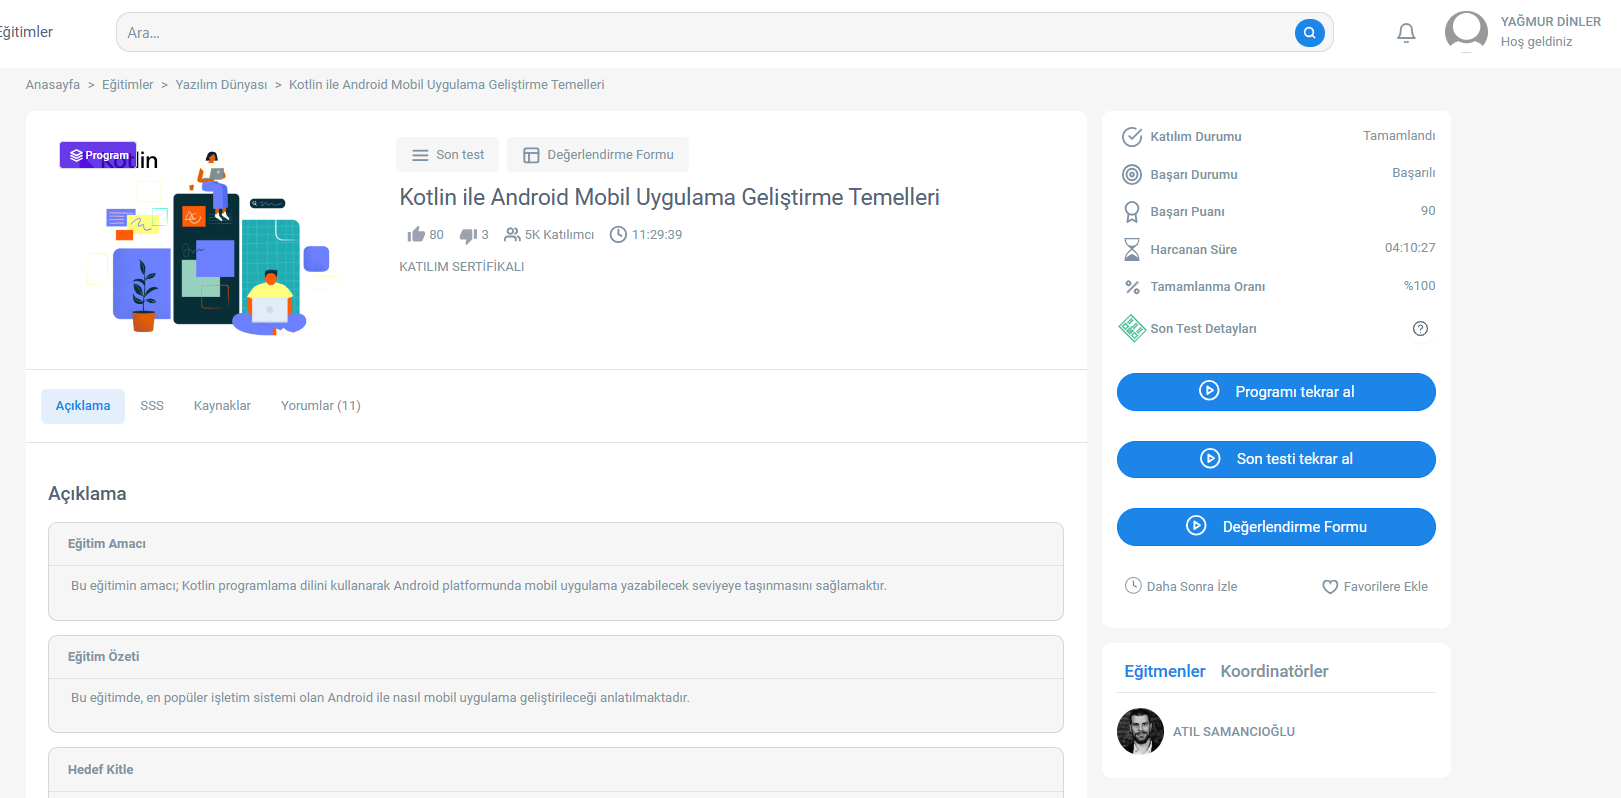 Eğitimler
Ara...
YAĞMUR DİNLER
Hoş geldiniz
Anasayfa > Eğitimler > Yazılım Dünyası > Kotlin ile Android Mobil Uygulama Geliştirme Temelleri
Program
Kotlin
Son test
Değerlendirme Formu
Kotlin ile Android Mobil Uygulama Geliştirme Temelleri
80 3 5K Katılımcı 11:29:39
KATILIM SERTİFİKALI
Açıklama SSS Kaynaklar Yorumlar (11)
Açıklama
Eğitim Amacı
Bu eğitimin amacı; Kotlin programlama dilini kullanarak Android platformunda mobil uygulama yazabilecek seviyeye taşınmasını sağlamaktır.
Eğitim Özeti
Bu eğitimde, en popüler işletim sistemi olan Android ile nasıl mobil uygulama geliştirileceği anlatılmaktadır.
Hedef Kitle
Katılım Durumu Tamamlandı
Başarı Durumu Başarılı
Başarı Puanı 90
Harcanan Süre 04:10:27
Tamamlanma Oranı %100
Son Test Detayları
Programı tekrar al
Son testi tekrar al
Değerlendirme Formu
Daha Sonra İzle Favorilere Ekle
Eğitmenler Koordinatörler
ATIL SAMANCIOĞLU